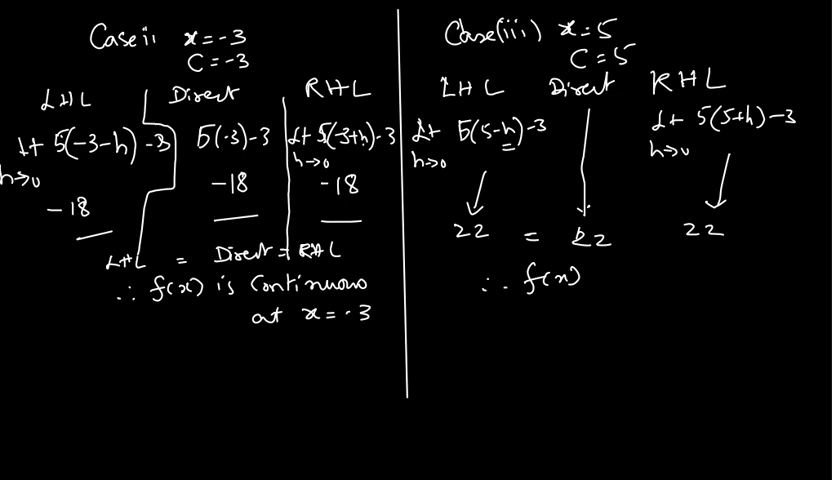 Case ii x = -3
C = -3
LHL Direct RHL
Lt 5(-3-h)-3 5(-3)-3 Lt 5(-3+h)-3
h→0 h→0
-18 -18 -18
LHL = Direct = RHL
∴ f(x) is continuous
at x = -3
Case(iii) x = 5
C = 5
LHL Direct RHL
Lt 5(5-h)-3 Lt 5(5+h)-3
h→0 h→0
22 = 22 22
∴ f(x)